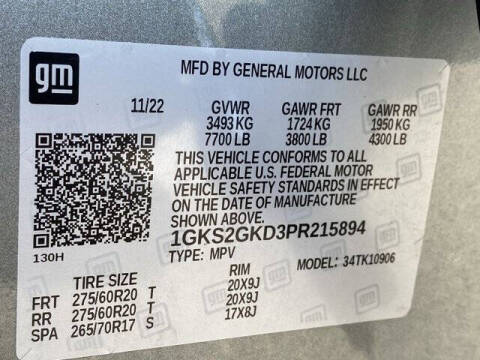 gm
MFD BY GENERAL MOTORS LLC
11/22 GVWR GAWR FRT GAWR RR
3493 KG 1724 KG 1950 KG
7700 LB 3800 LB 4300 LB
THIS VEHICLE CONFORMS TO ALL
APPLICABLE U.S. FEDERAL MOTOR
VEHICLE SAFETY STANDARDS IN EFFECT
ON THE DATE OF MANUFACTURE
SHOWN ABOVE.
1GKS2GKD3PR215894
130H TYPE: MPV MODEL: 34TK10906
TIRE SIZE RIM
FRT 275/60R20 T 20X9J
RR 275/60R20 T 20X9J
SPA 265/70R17 S 17X8J